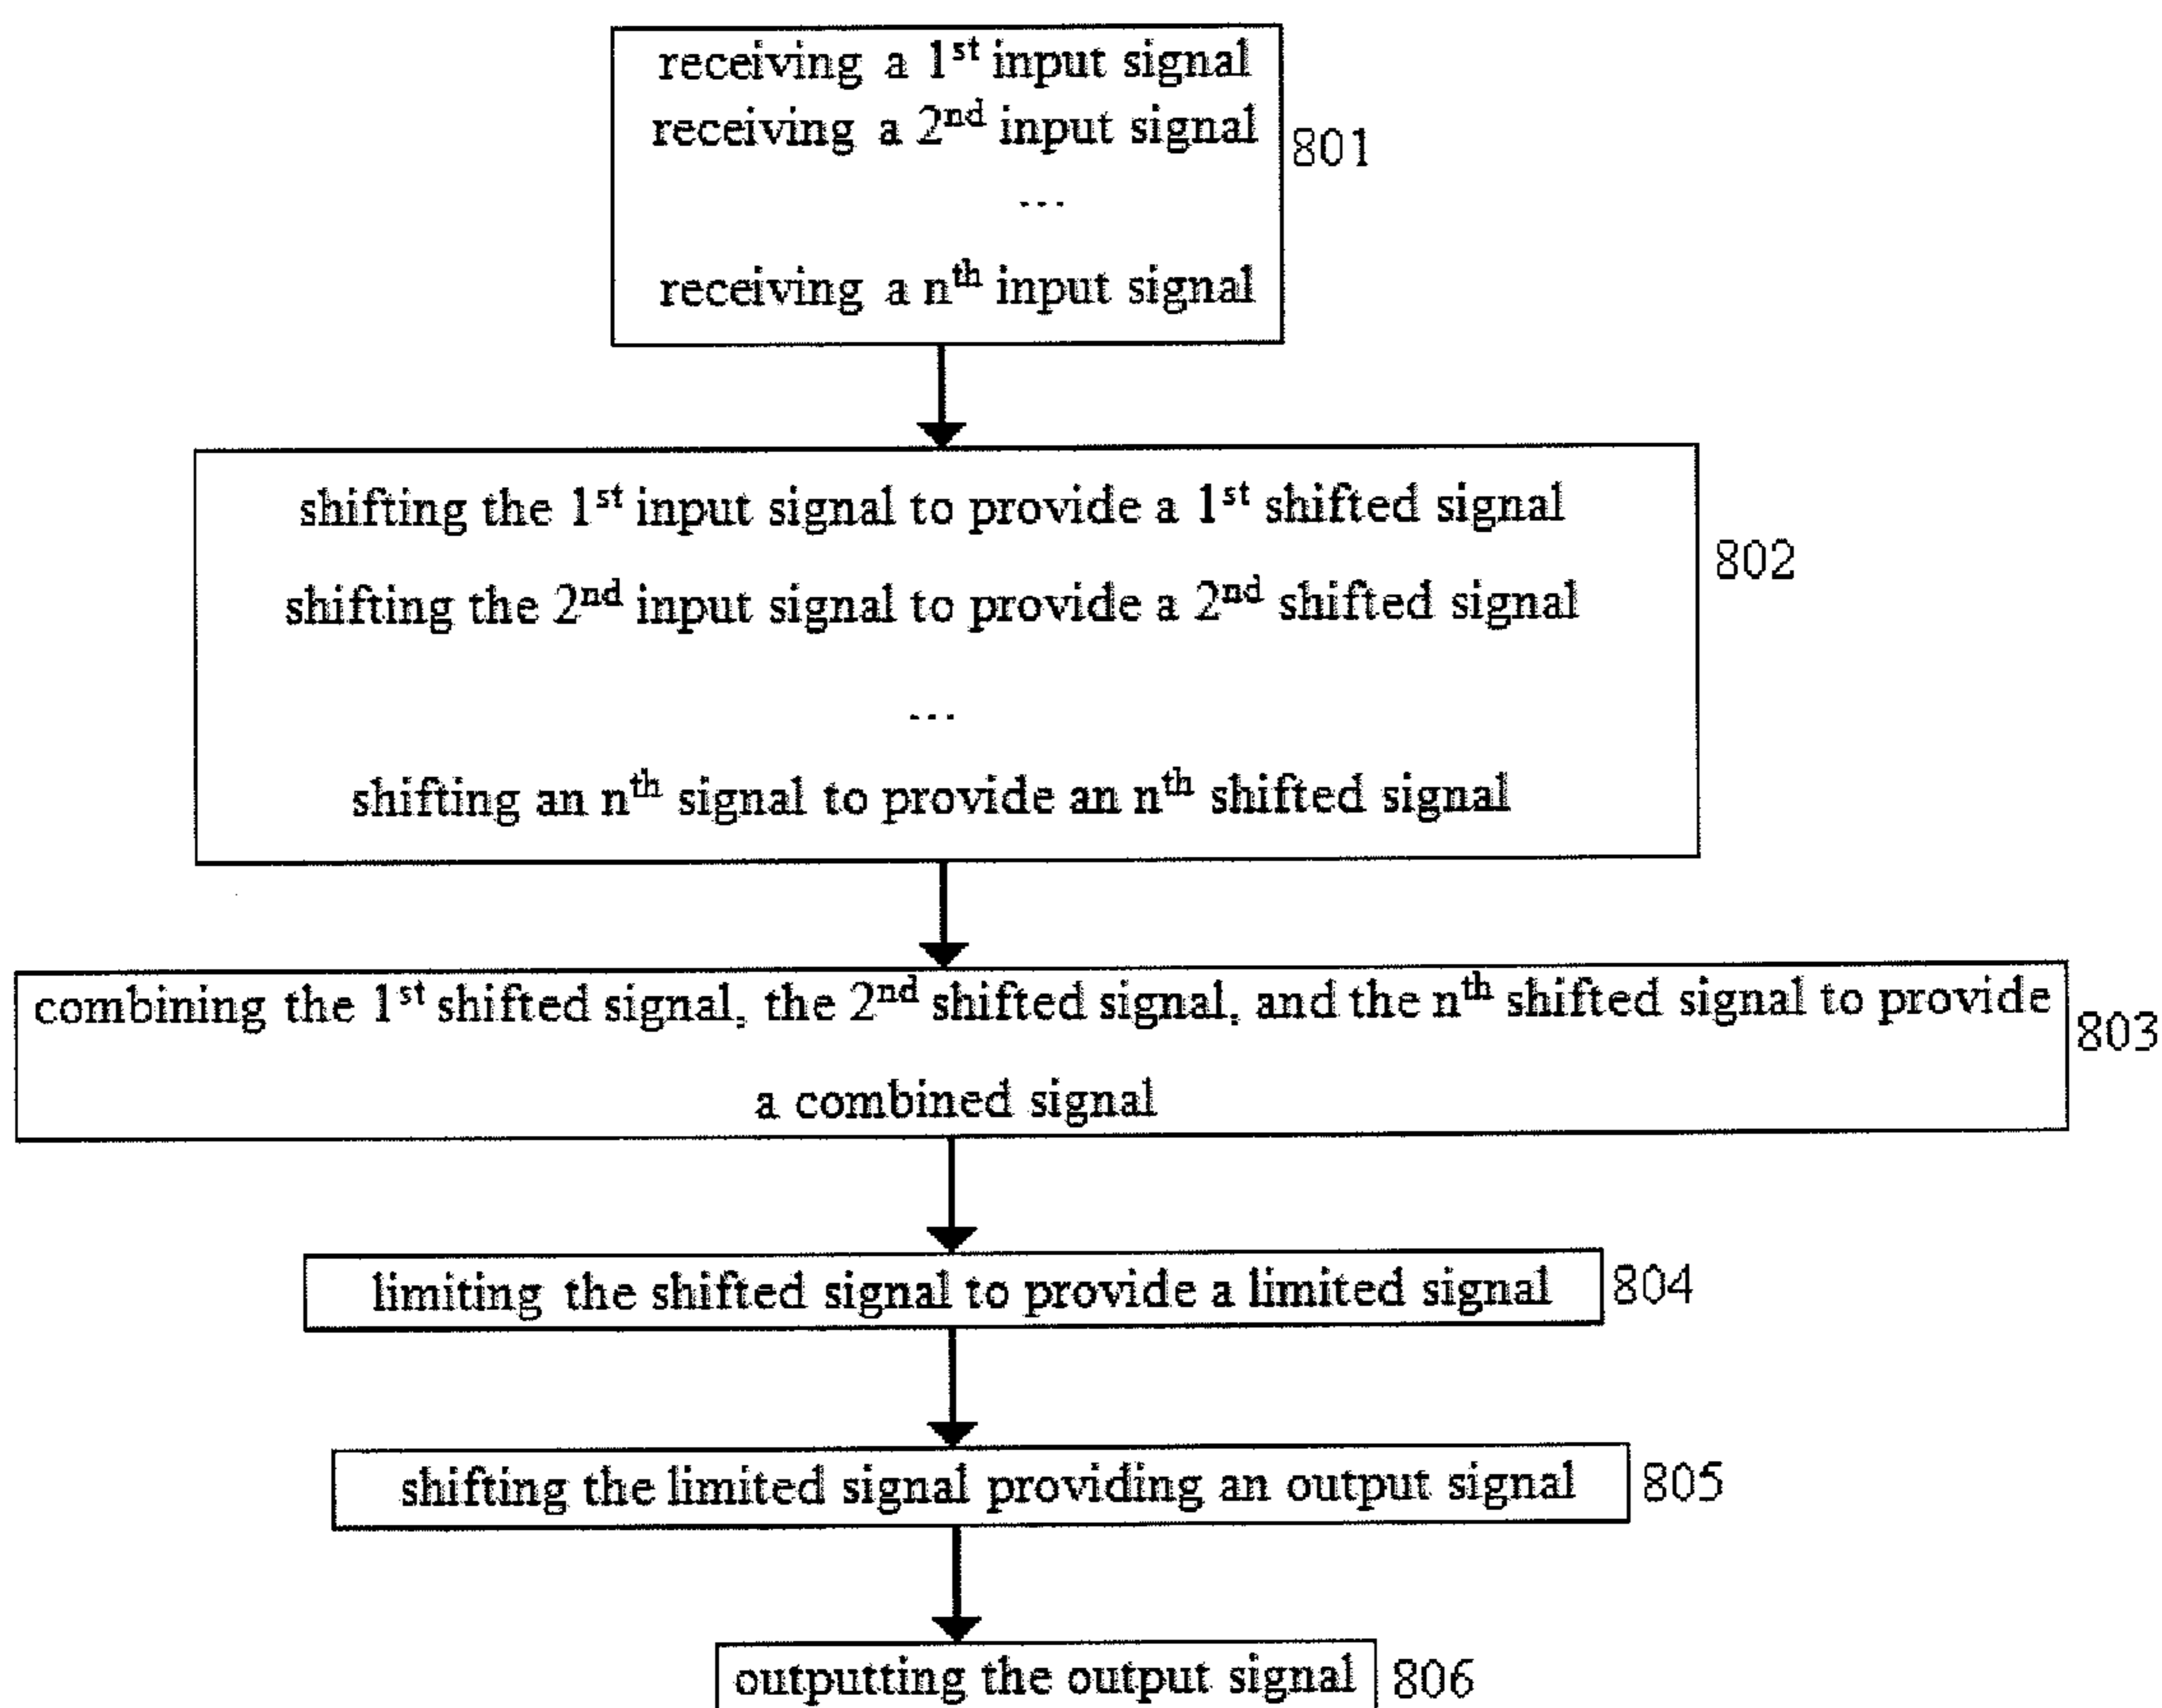 receiving a 1st input signal
receiving a 2nd input signal
...
receiving a nth input signal
801
shifting the 1st input signal to provide a 1st shifted signal
shifting the 2nd input signal to provide a 2nd shifted signal
...
shifting an nth signal to provide an nth shifted signal
802
combining the 1st shifted signal, the 2nd shifted signal, and the nth shifted signal to provide
a combined signal
803
limiting the shifted signal to provide a limited signal
804
shifting the limited signal providing an output signal
805
outputting the output signal
806